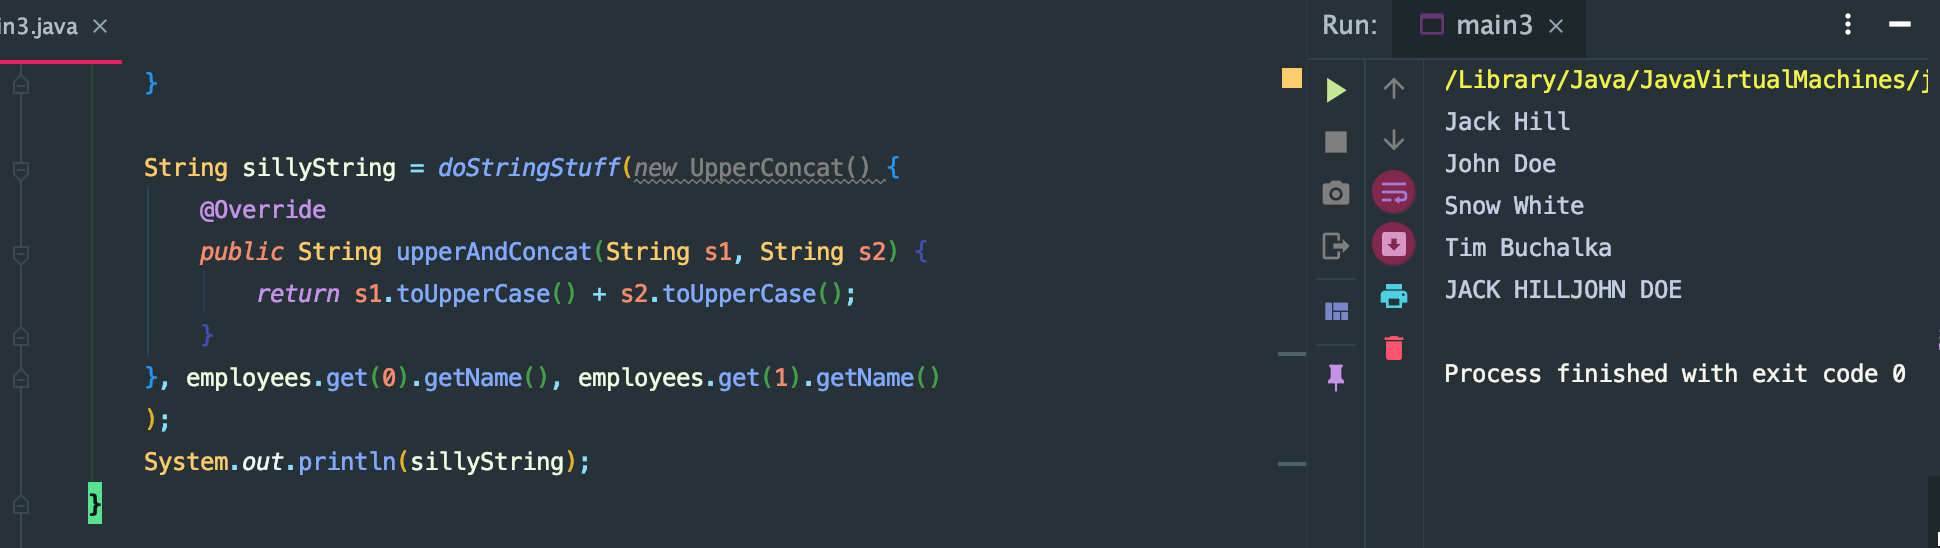 in3.java ×
}
String sillyString = doStringStuff(new UpperConcat() {
@Override
public String upperAndConcat(String s1, String s2) {
return s1.toUpperCase() + s2.toUpperCase();
}
}, employees.get(0).getName(), employees.get(1).getName()
);
System.out.println(sillyString);
}
Run: main3 ×
/Library/Java/JavaVirtualMachines/j
Jack Hill
John Doe
Snow White
Tim Buchalka
JACK HILLJOHN DOE
Process finished with exit code 0